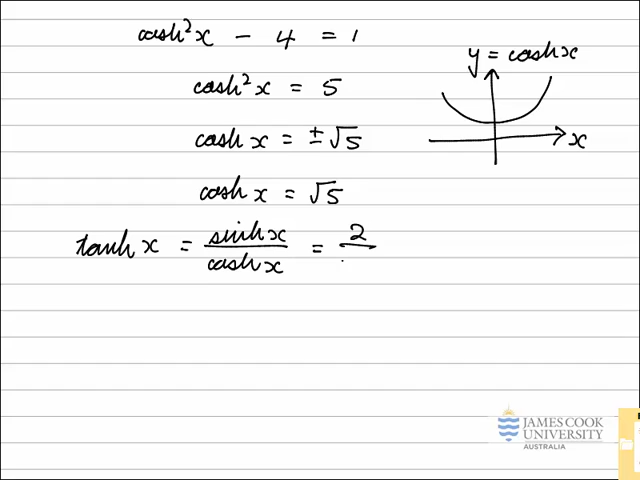 cosh²x - 4 = 1
y = cosh x
cosh²x = 5
cosh x = ±√5
x
cosh x = √5
tanh x = sinh x / cosh x = 2 /
JAMES COOK
UNIVERSITY
AUSTRALIA